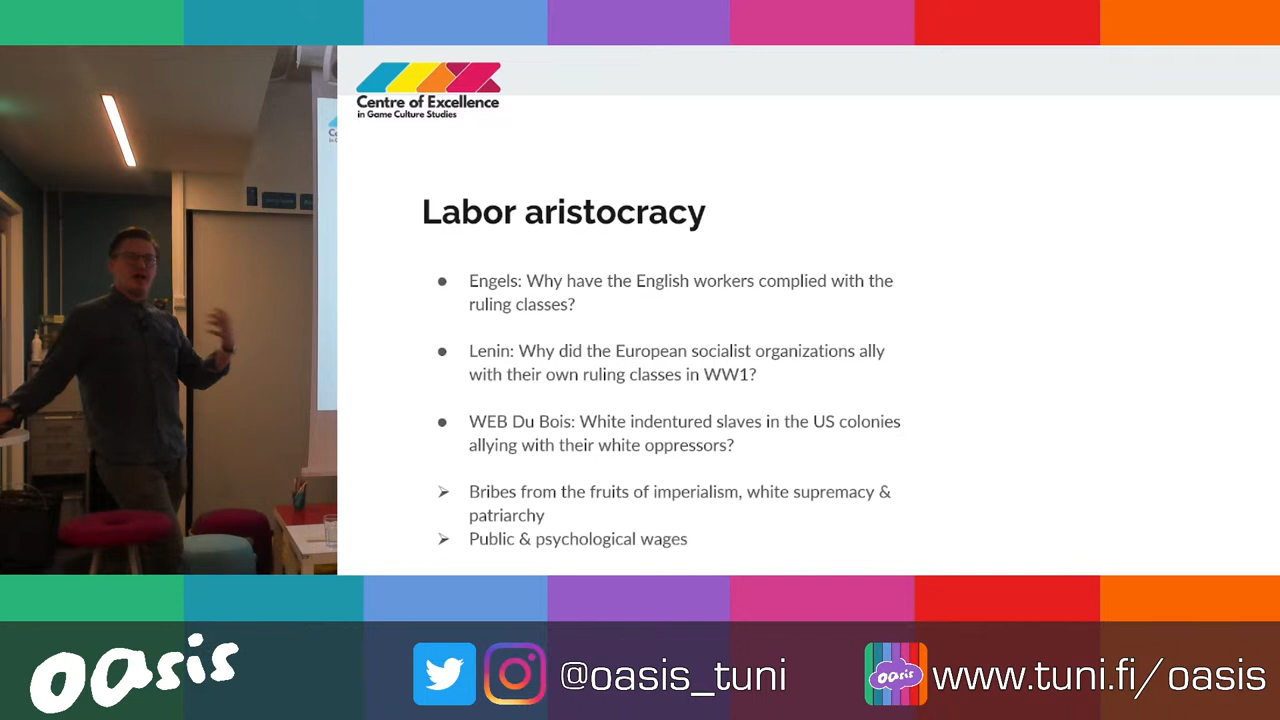 Centre of Excellence
in Game Culture Studies
Labor aristocracy
● Engels: Why have the English workers complied with the
ruling classes?
● Lenin: Why did the European socialist organizations ally
with their own ruling classes in WW1?
● WEB Du Bois: White indentured slaves in the US colonies
allying with their white oppressors?
➢ Bribes from the fruits of imperialism, white supremacy &
patriarchy
➢ Public & psychological wages
oasis
@oasis_tuni
oasis
www.tuni.fi/oasis